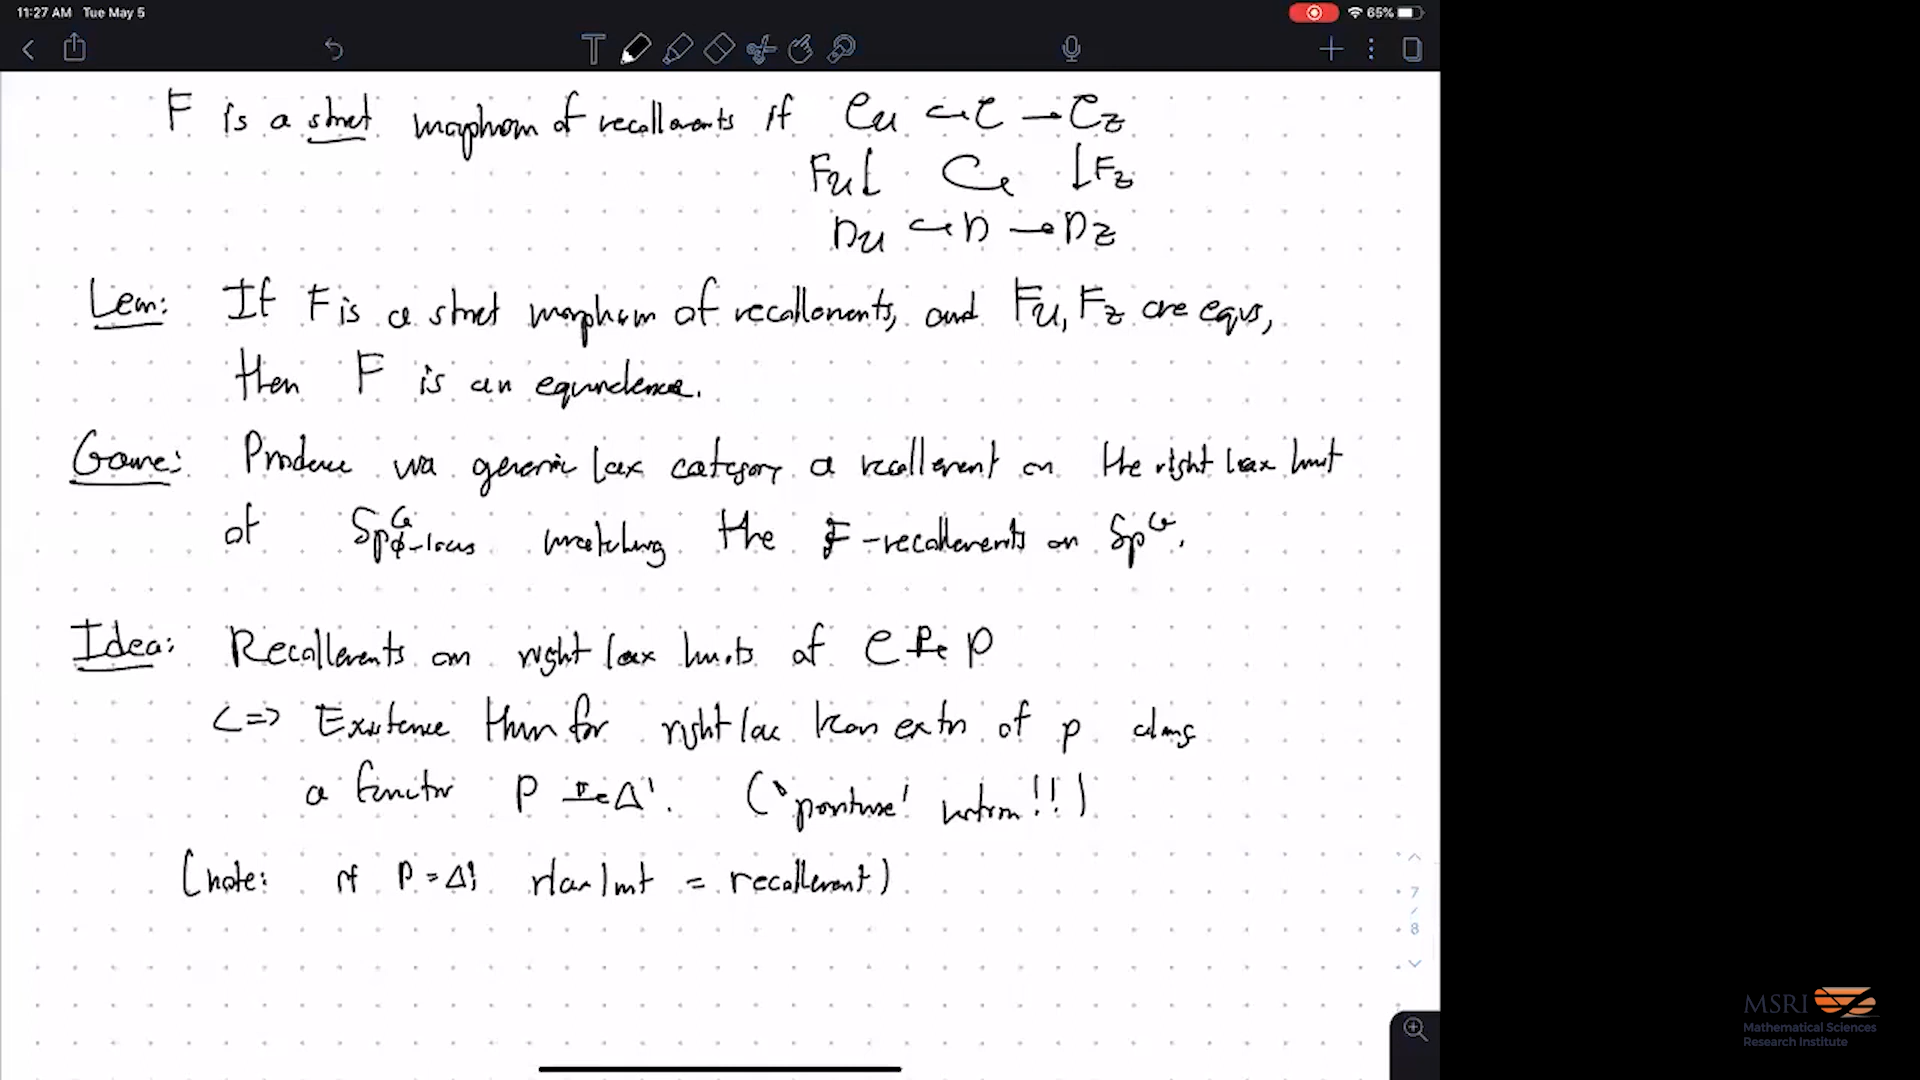 11:27 AM Tue May 5
65%
F is a strict morphism of recollements if C_U ← C → C_Z
F_U ↓ ↓ F_Z
D_U ← D → D_Z
Lem: If F is a strict morphism of recollements, and F_U, F_Z are equivs,
then F is an equivalence.
Game: Produce via generic lax category a recollement on the right lax limit
of Sp^G_ϕ-locus matching the F-recollements on Sp^G.
Idea: Recollements on right lax limits of C →p P
<=> Existence thm for right lax Kan extn of p along
a functor P →π Δ¹. ('positive' notion!!)
(note: if P = Δ¹, rlax lmt = recollement)
7
/
8
MSRI
Mathematical Sciences
Research Institute